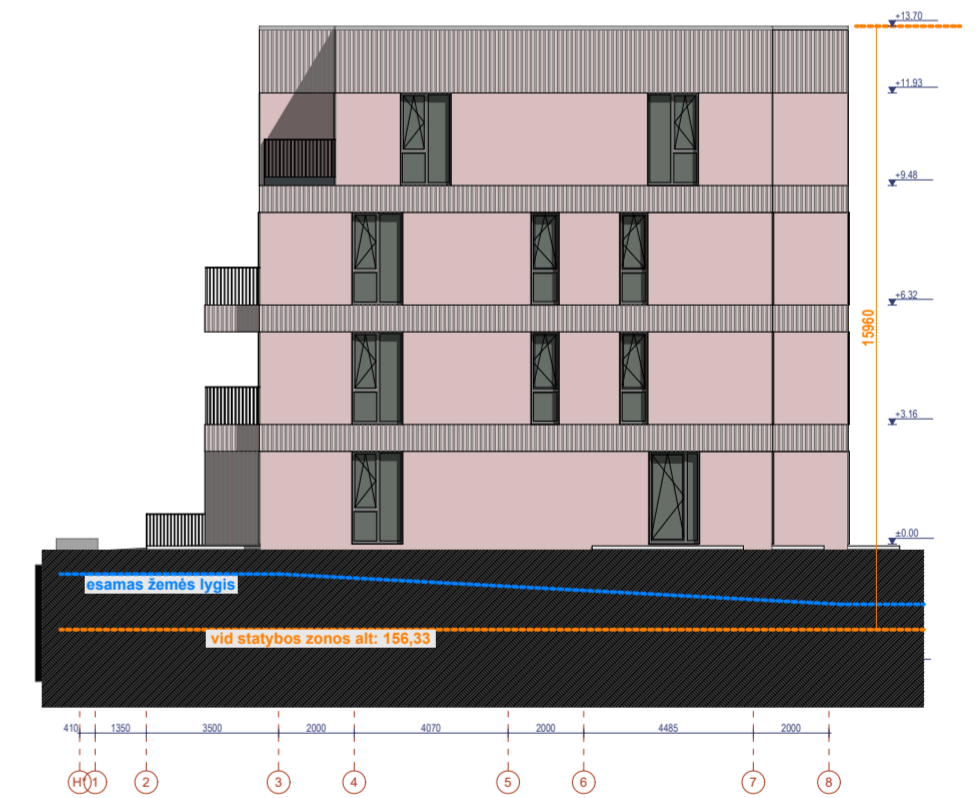 +13.70
+11.93
+9.48
+6.32
15960
+3.16
±0.00
esamas žemės lygis
vid statybos zonos alt: 156,33
410 1350 3500 2000 4070 2000 4485 2000
H' 1 2 3 4 5 6 7 8